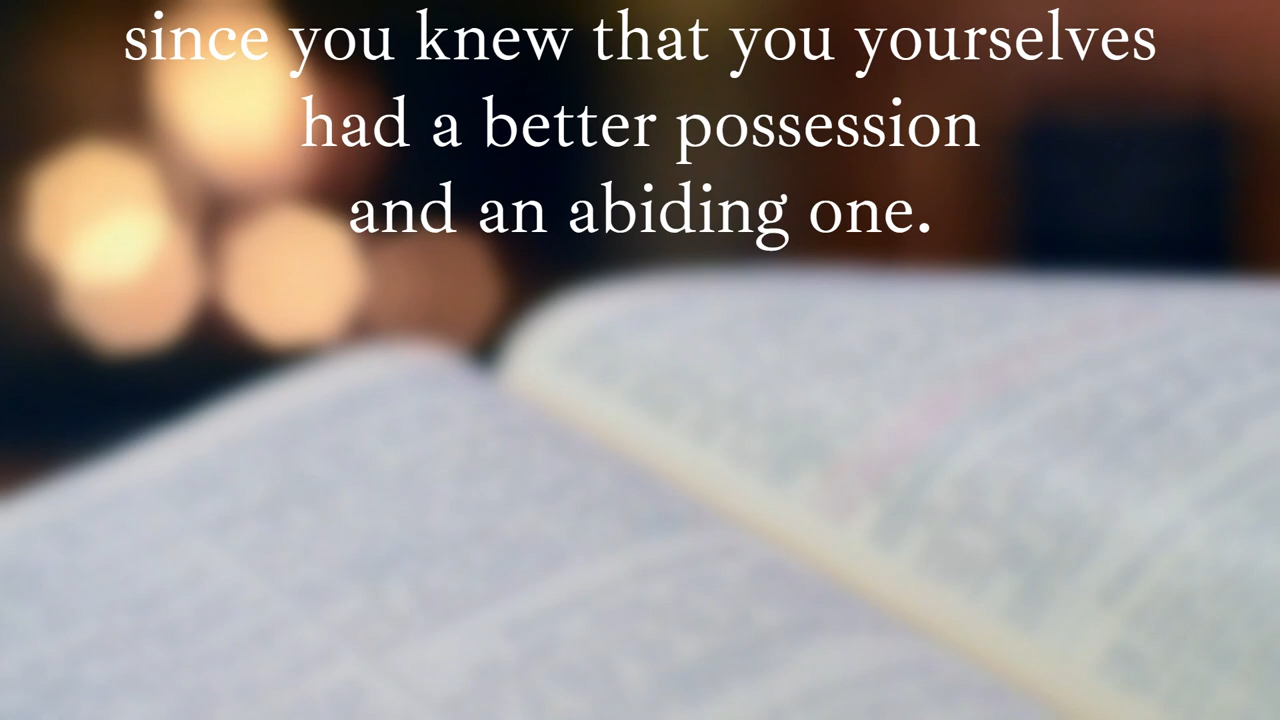 since you knew that you yourselves
had a better possession
and an abiding one.